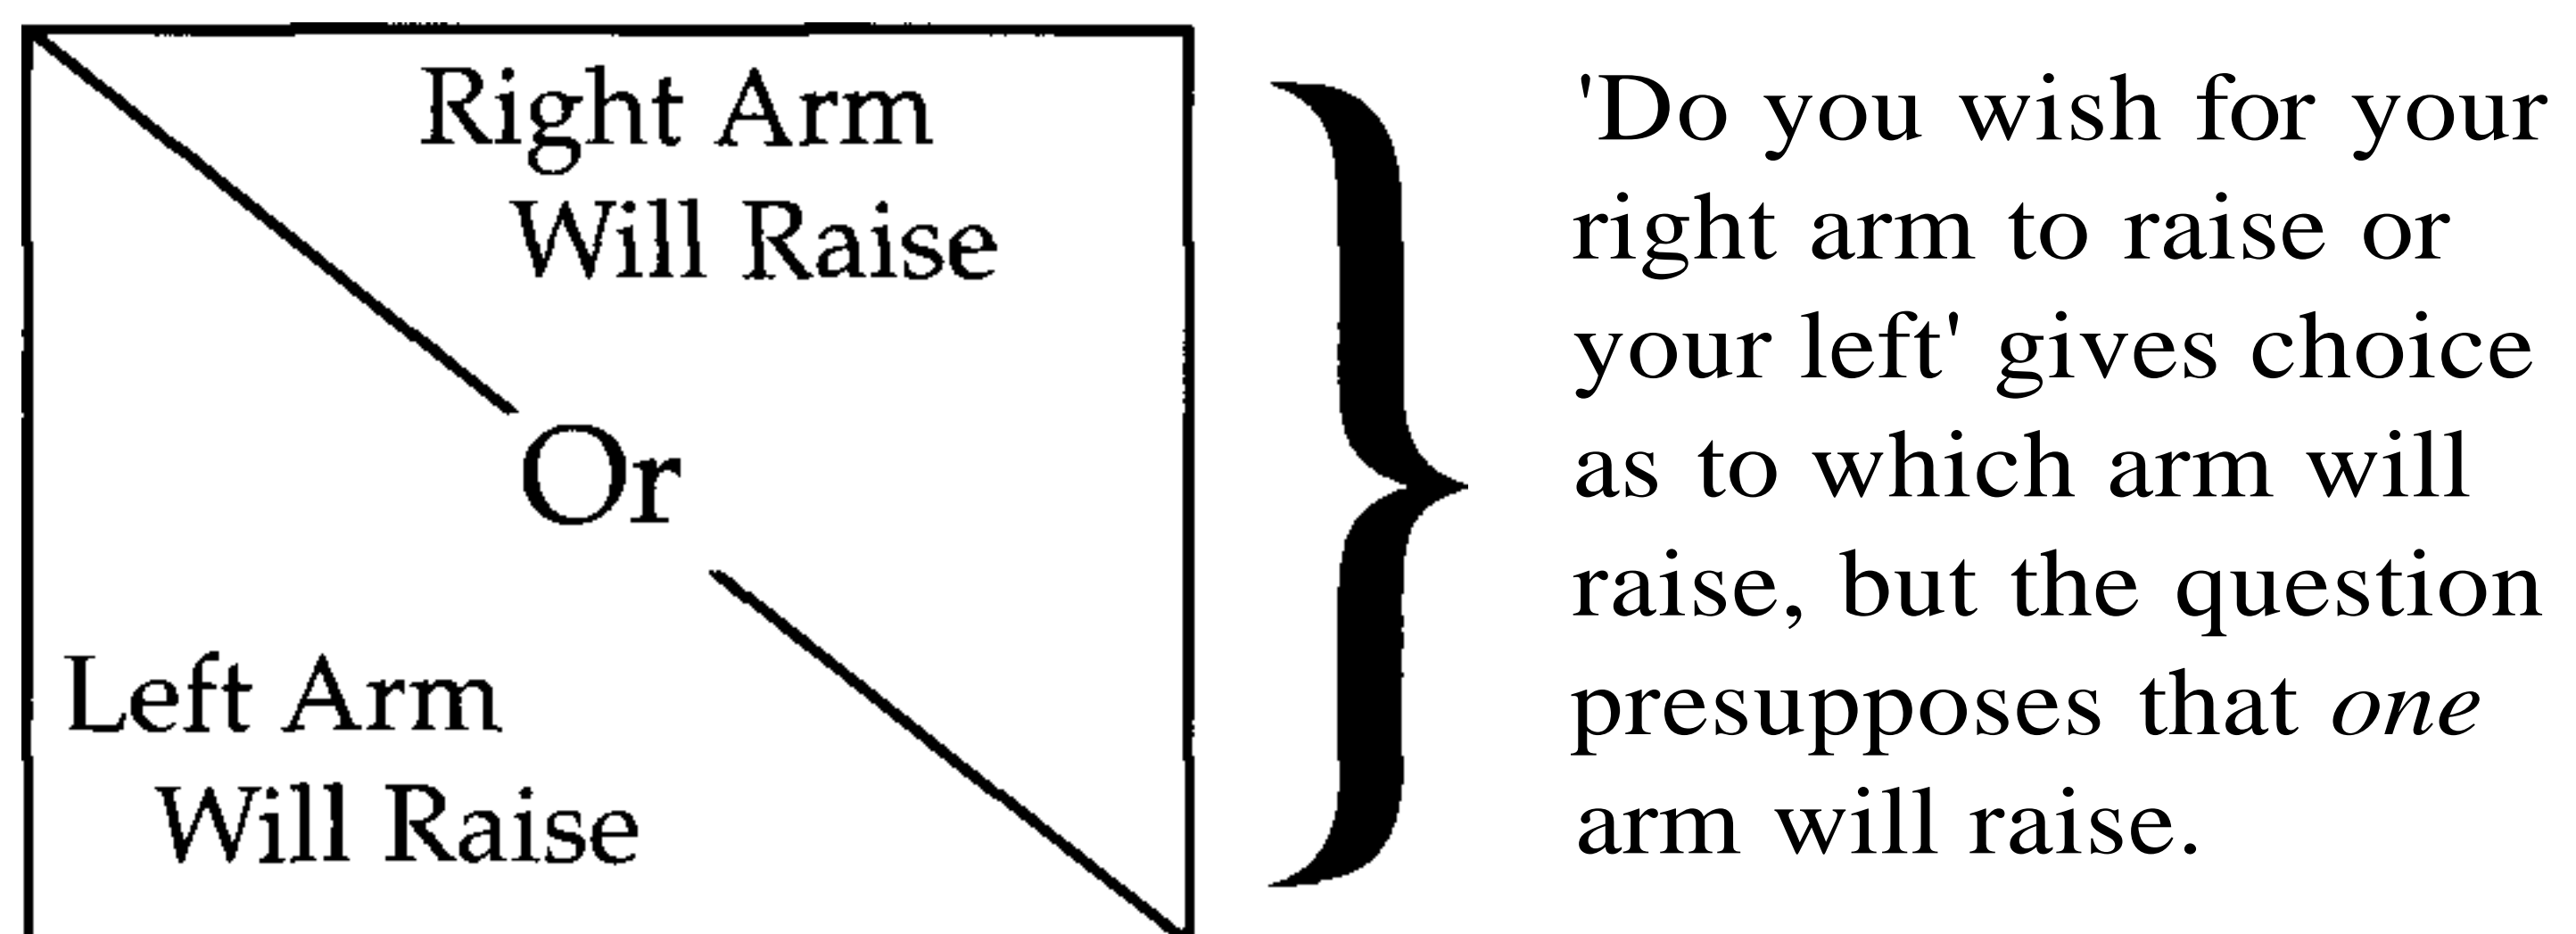 Right Arm
Will Raise
Or
Left Arm
Will Raise
'Do you wish for your
right arm to raise or
your left' gives choice
as to which arm will
raise, but the question
presupposes that one
arm will raise.